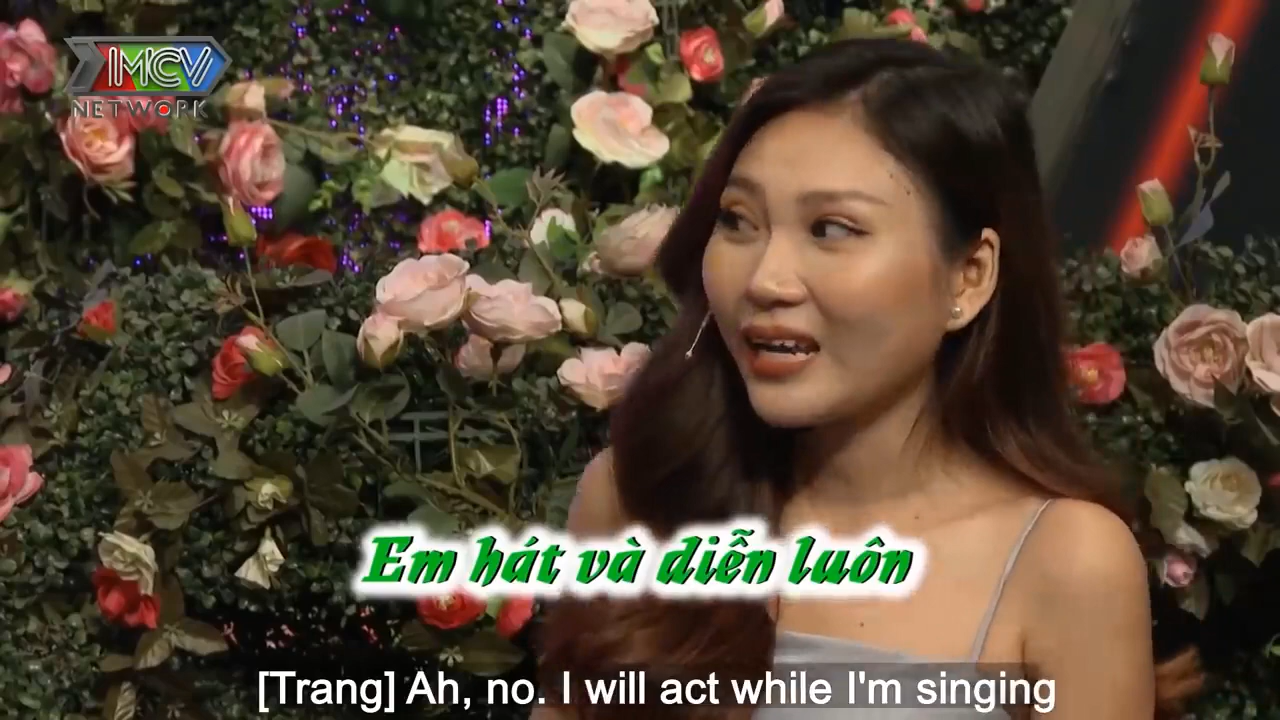 MCV
NETWORK
Em hát và diễn luôn
[Trang] Ah, no. I will act while I'm singing